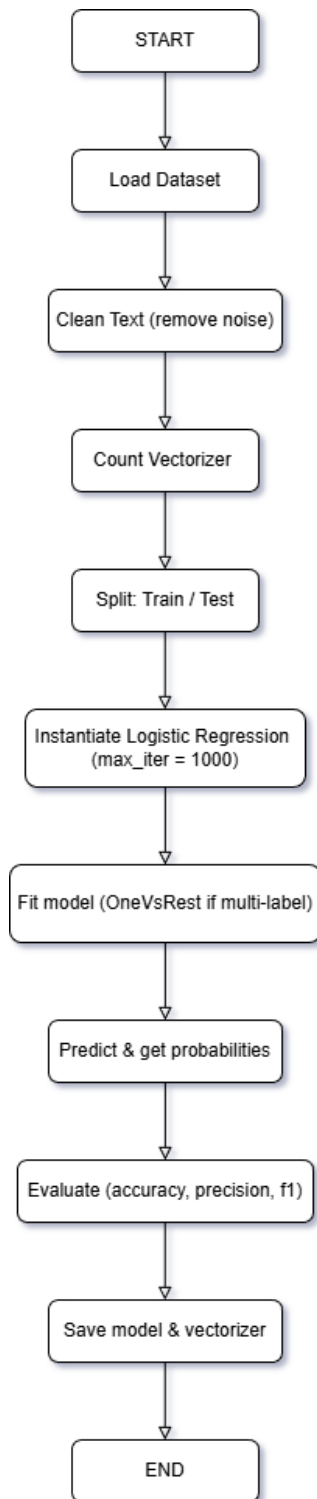 START
Load Dataset
Clean Text (remove noise)
Count Vectorizer
Split: Train / Test
Instantiate Logistic Regression
(max_iter = 1000)
Fit model (OneVsRest if multi-label)
Predict & get probabilities
Evaluate (accuracy, precision, f1)
Save model & vectorizer
END